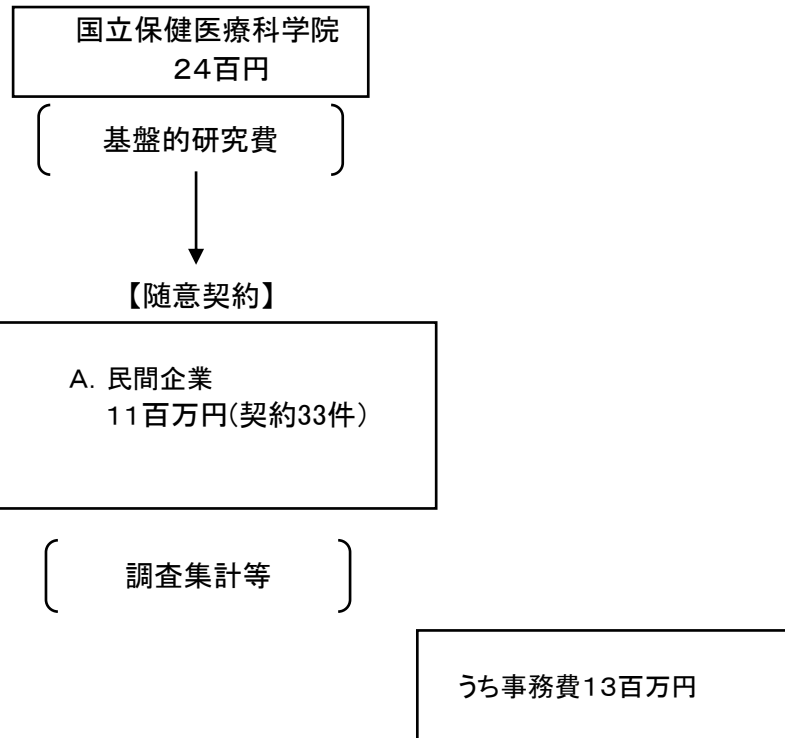 国立保健医療科学院
２４百円
基盤的研究費
【随意契約】
Ａ．民間企業
１１百万円(契約33件）
調査集計等
うち事務費１３百万円